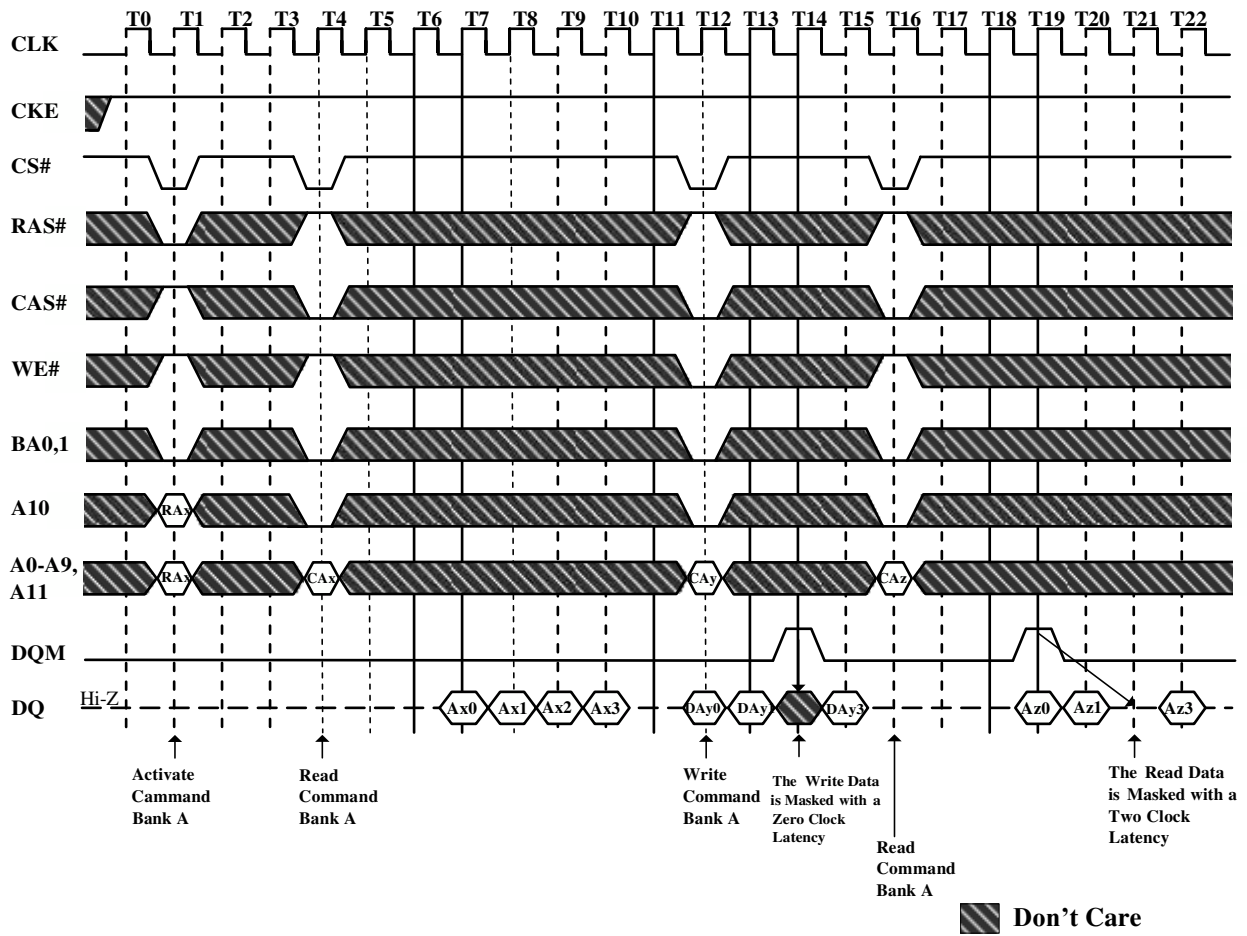 T0 T1 T2 T3 T4 T5 T6 T7 T8 T9 T10 T11 T12 T13 T14 T15 T16 T17 T18 T19 T20 T21 T22
CLK
CKE
CS#
RAS#
CAS#
WE#
BA0,1
A10
RAx
A0-A9,
A11
RAx CAx CAy CAz
DQM
DQ
Hi-Z
Ax0 Ax1 Ax2 Ax3 DAy0 DAy1 DAy3 Az0 Az1 Az3
Activate
Cammand
Bank A
Read
Command
Bank A
Write
Command
Bank A
The Write Data
is Masked with a
Zero Clock
Latency
Read
Command
Bank A
The Read Data
is Masked with a
Two Clock
Latency
Don't Care